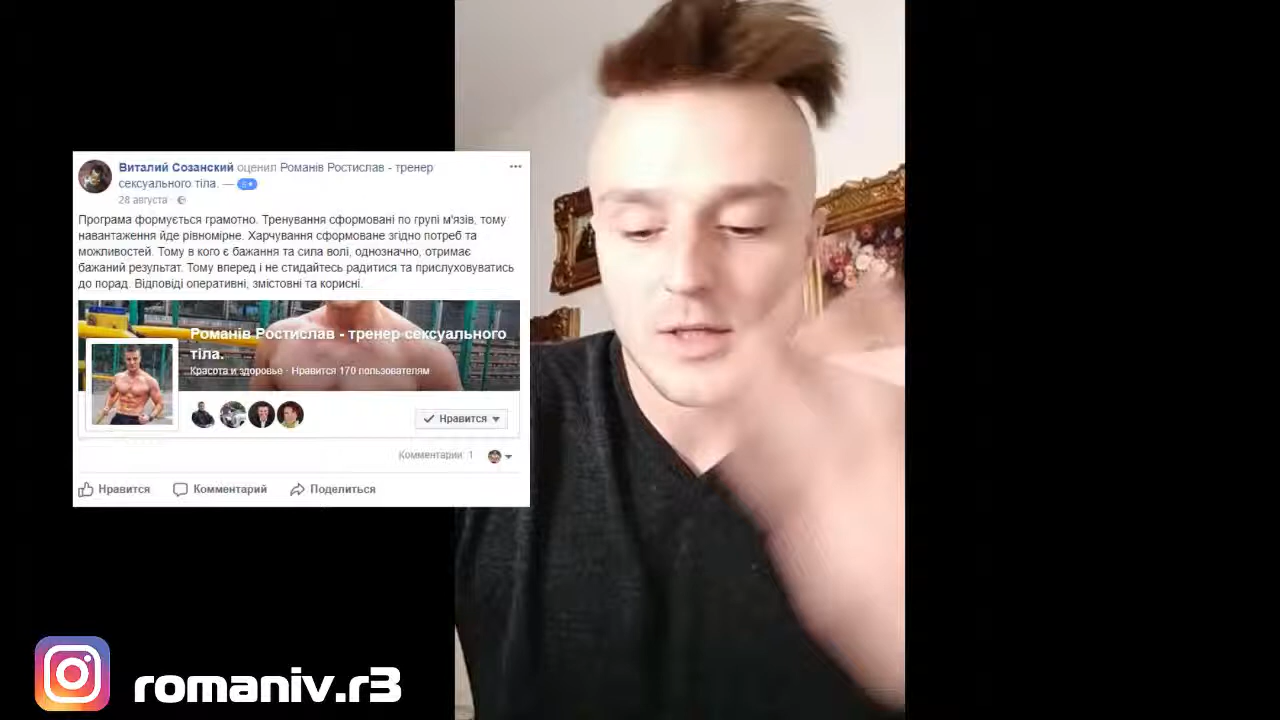 Виталий Созанский оценил Романів Ростислав - тренер
сексуального тіла. — 5★
28 августа ·
Програма формується грамотно. Тренування сформовані по групі м'язів, тому
навантаження йде рівномірне. Харчування сформоване згідно потреб та
можливостей. Тому в кого є бажання та сила волі, однозначно, отримає
бажаний результат. Тому вперед і не стидайтесь радитися та прислуховуватись
до порад. Відповіді оперативні, змістовні та корисні.
Романів Ростислав - тренер сексуального
тіла.
Красота и здоровье · Нравится 170 пользователям
Нравится
Комментарии: 1
Нравится Комментарий Поделиться
romaniv.r3